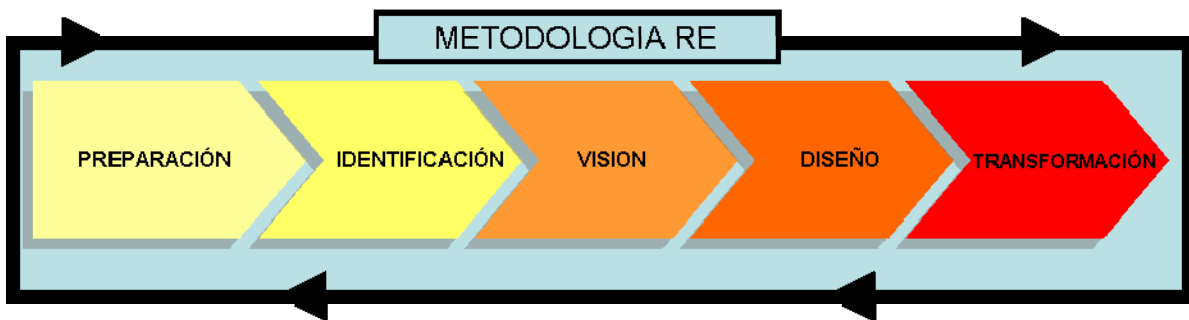 METODOLOGIA RE
PREPARACIÓN
IDENTIFICACIÓN
VISION
DISEÑO
TRANSFORMACIÓN